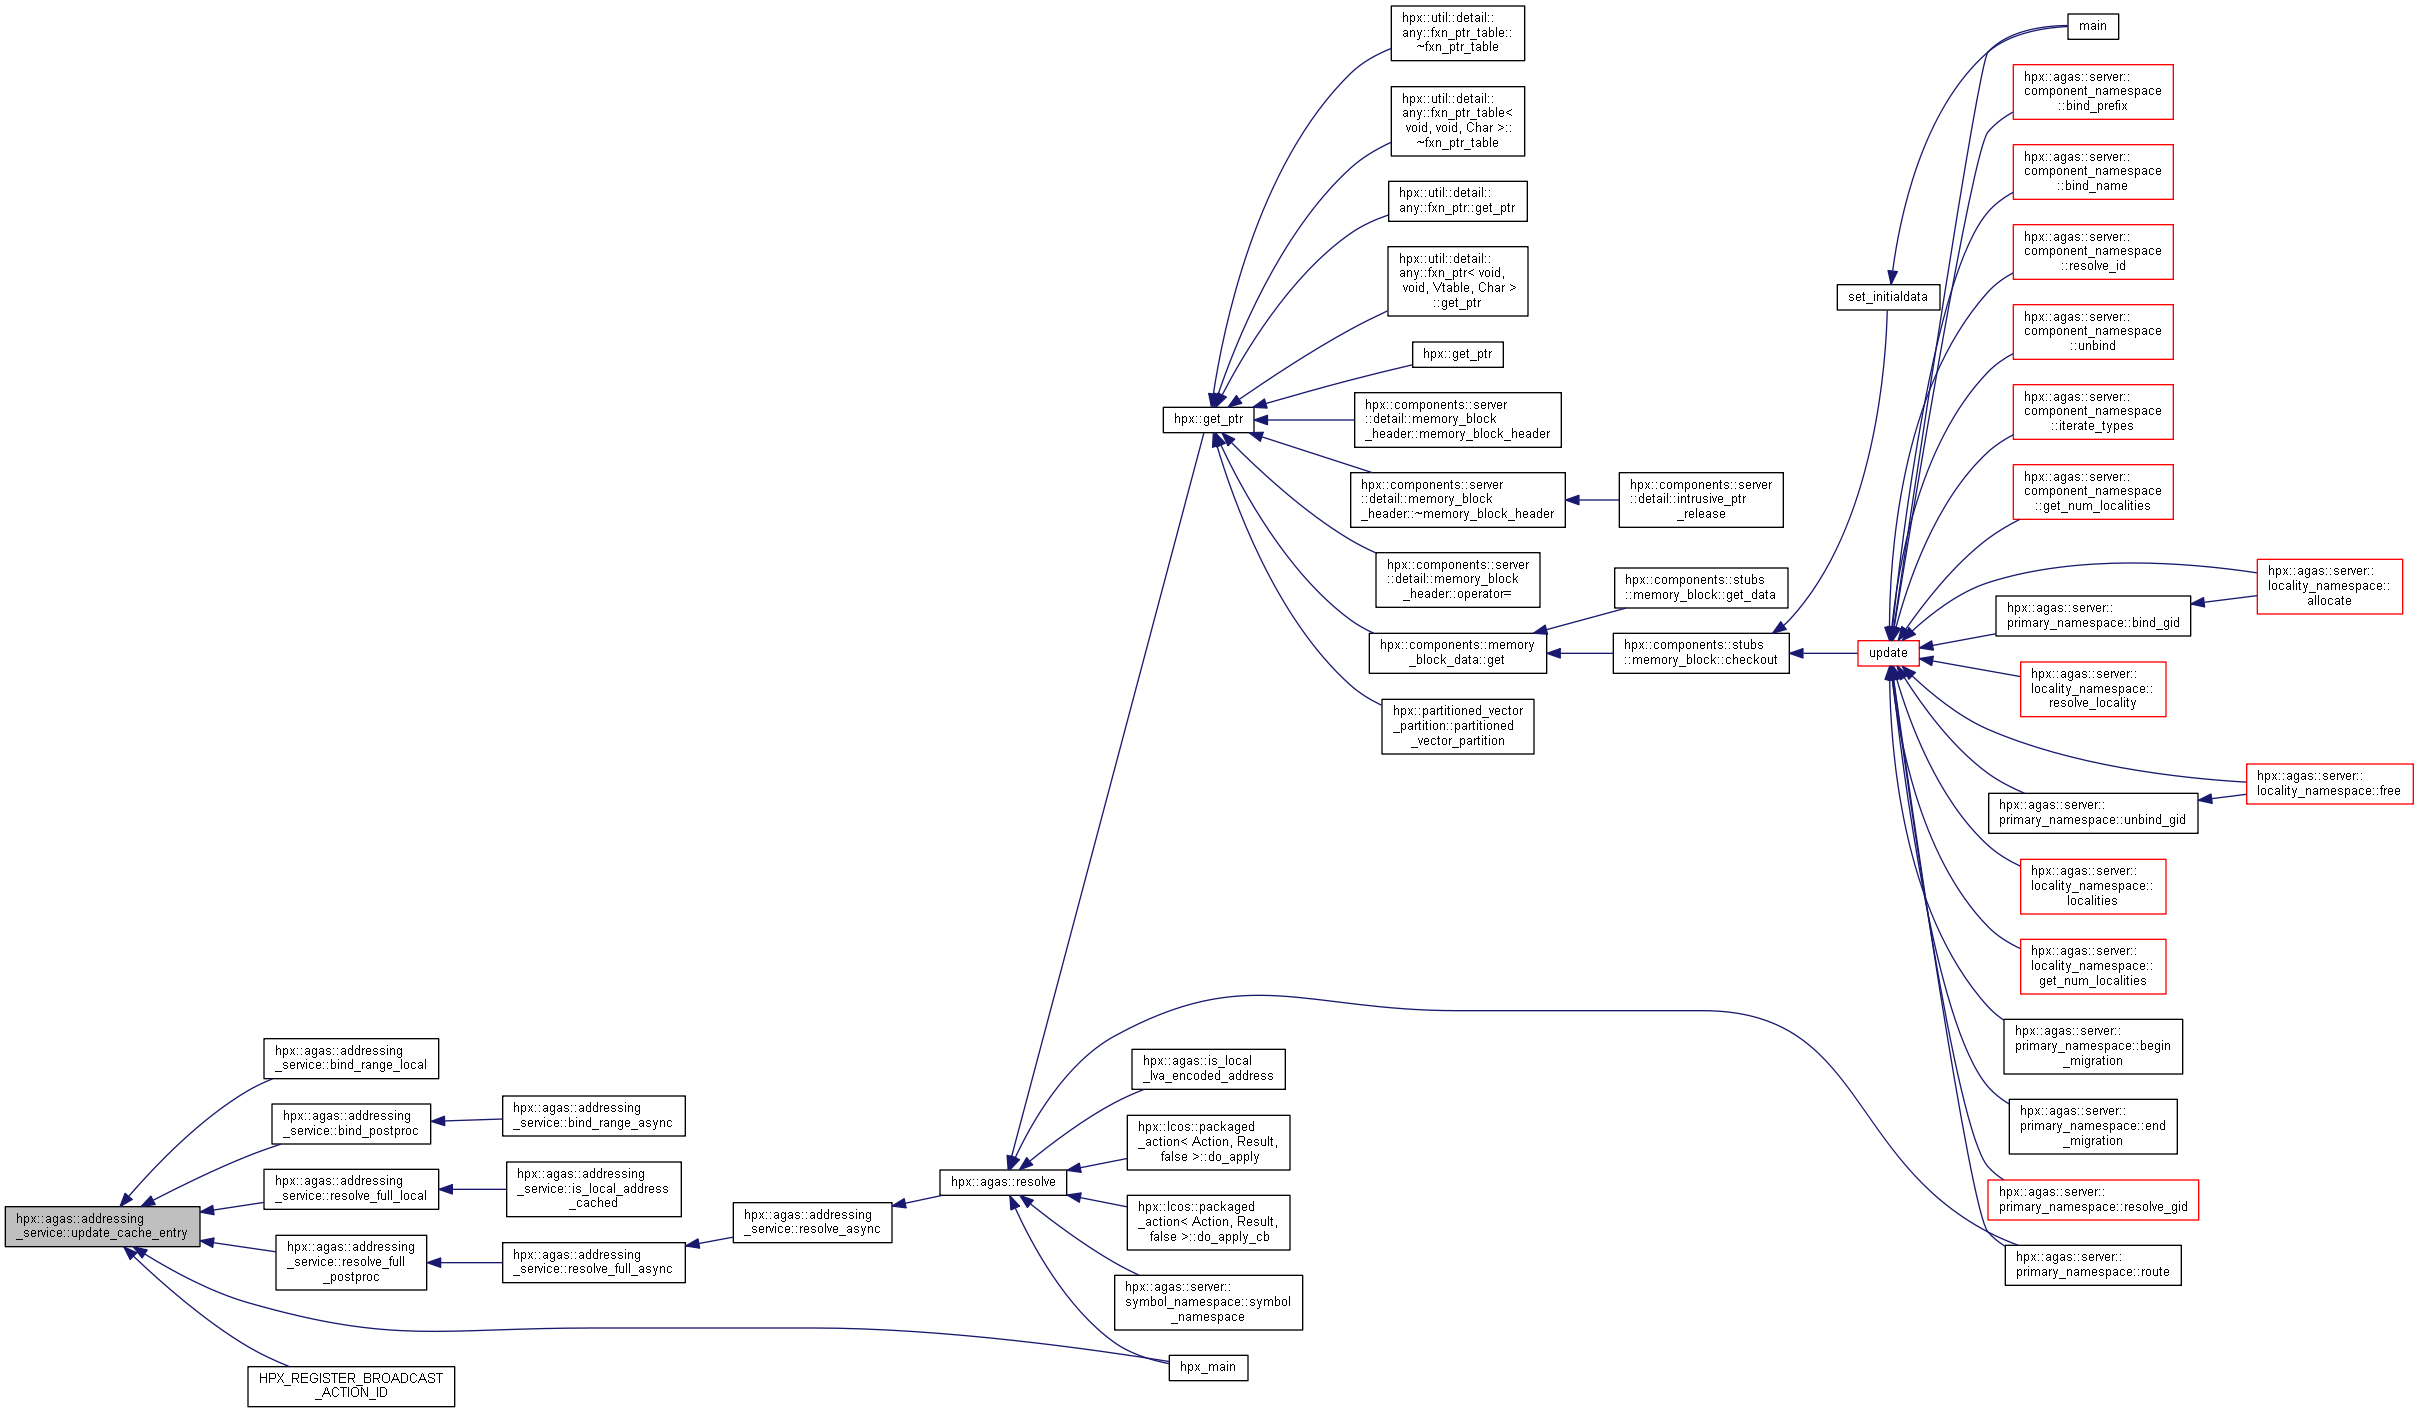 hpx::util::detail::
any::fxn_ptr_table::
~fxn_ptr_table
hpx::util::detail::
any::fxn_ptr_table<
void, void, Char >::
~fxn_ptr_table
hpx::util::detail::
any::fxn_ptr::get_ptr
hpx::util::detail::
any::fxn_ptr< void,
void, Vtable, Char >
::get_ptr
hpx::get_ptr
hpx::get_ptr
hpx::components::server
::detail::memory_block
_header::memory_block_header
hpx::components::server
::detail::memory_block
_header::~memory_block_header
hpx::components::server
::detail::intrusive_ptr
_release
hpx::components::server
::detail::memory_block
_header::operator=
hpx::components::stubs
::memory_block::get_data
hpx::components::memory
_block_data::get
hpx::components::stubs
::memory_block::checkout
hpx::partitioned_vector
_partition::partitioned
_vector_partition
set_initialdata
update
main
hpx::agas::server::
component_namespace
::bind_prefix
hpx::agas::server::
component_namespace
::bind_name
hpx::agas::server::
component_namespace
::resolve_id
hpx::agas::server::
component_namespace
::unbind
hpx::agas::server::
component_namespace
::iterate_types
hpx::agas::server::
component_namespace
::get_num_localities
hpx::agas::server::
locality_namespace::
allocate
hpx::agas::server::
primary_namespace::bind_gid
hpx::agas::server::
locality_namespace::
resolve_locality
hpx::agas::server::
locality_namespace::free
hpx::agas::server::
primary_namespace::unbind_gid
hpx::agas::server::
locality_namespace::
localities
hpx::agas::server::
locality_namespace::
get_num_localities
hpx::agas::server::
primary_namespace::begin
_migration
hpx::agas::server::
primary_namespace::end
_migration
hpx::agas::server::
primary_namespace::resolve_gid
hpx::agas::server::
primary_namespace::route
hpx::agas::addressing
_service::bind_range_local
hpx::agas::addressing
_service::bind_postproc
hpx::agas::addressing
_service::bind_range_async
hpx::agas::addressing
_service::resolve_full_local
hpx::agas::addressing
_service::is_local_address
_cached
hpx::agas::addressing
_service::update_cache_entry
hpx::agas::addressing
_service::resolve_full
_postproc
hpx::agas::addressing
_service::resolve_full_async
hpx::agas::addressing
_service::resolve_async
hpx::agas::resolve
hpx::agas::is_local
_lva_encoded_address
hpx::lcos::packaged
_action< Action, Result,
false >::do_apply
hpx::lcos::packaged
_action< Action, Result,
false >::do_apply_cb
hpx::agas::server::
symbol_namespace::symbol
_namespace
hpx_main
HPX_REGISTER_BROADCAST
_ACTION_ID